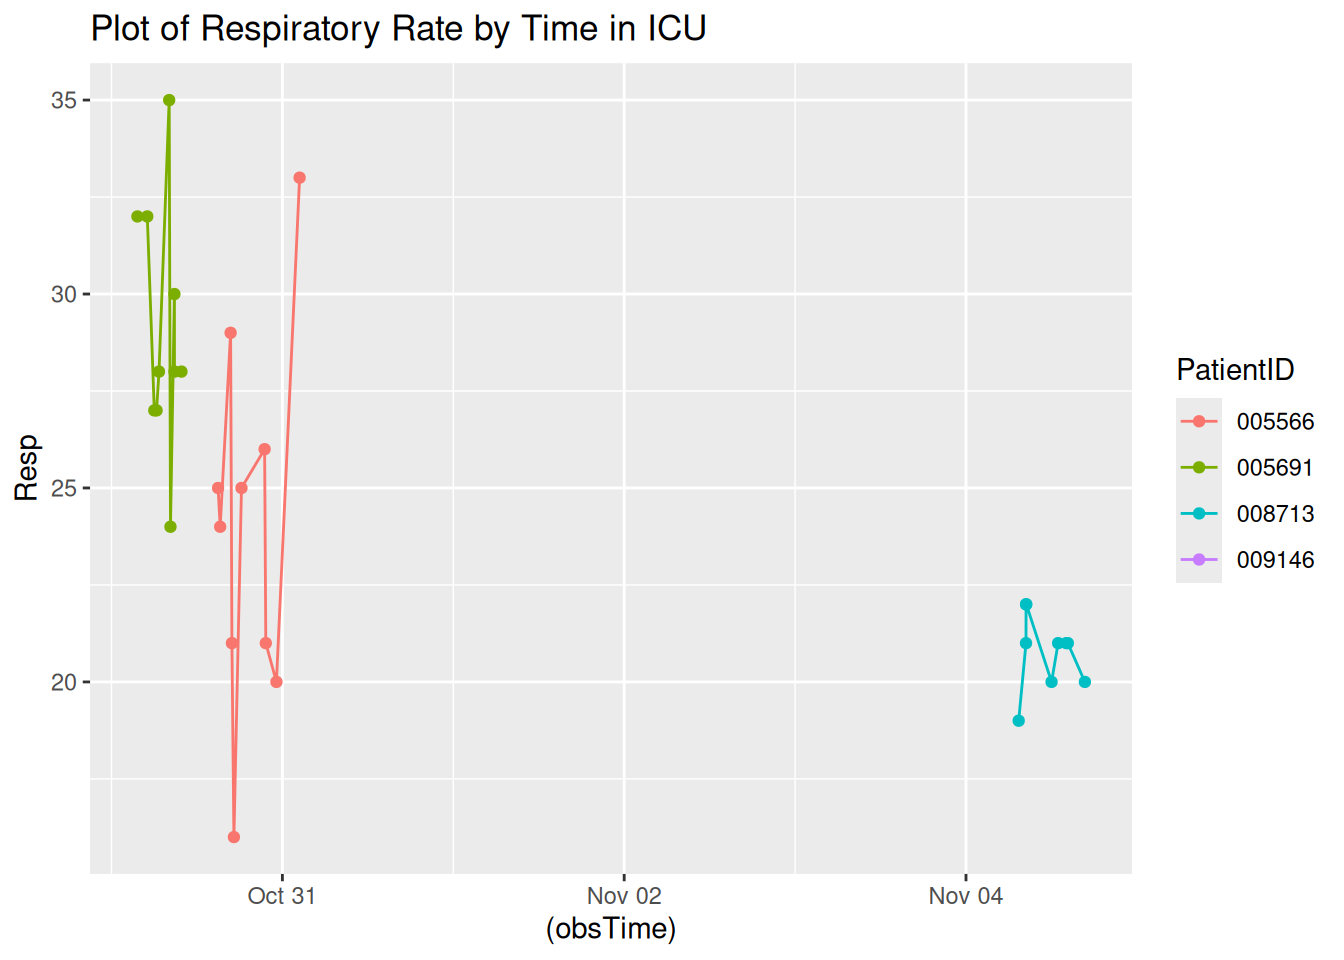 Plot of Respiratory Rate by Time in ICU
35
30
25
20
Resp
Oct 31
Nov 02
Nov 04
(obsTime)
PatientID
005566
005691
008713
009146